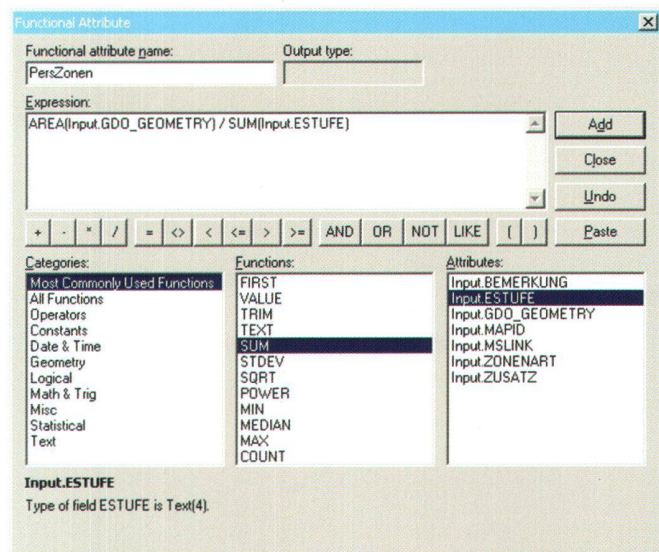 Functional Attribute
Functional attribute name:
Output type:
PersZonen
Expression:
AREA(Input.GDO_GEOMETRY) / SUM(Input.ESTUFE)
Add
Close
Undo
+ - * / = <> < <= > >= AND OR NOT LIKE ( ) Paste
Categories:
Most Commonly Used Functions
All Functions
Operators
Constants
Date & Time
Geometry
Logical
Math & Trig
Misc
Statistical
Text
Functions:
FIRST
VALUE
TRIM
TEXT
SUM
STDEV
SQRT
POWER
MIN
MEDIAN
MAX
COUNT
Attributes:
Input.BEMERKUNG
Input.ESTUFE
Input.GDO_GEOMETRY
Input.MAPID
Input.MSLINK
Input.ZONENART
Input.ZUSATZ
Input.ESTUFE
Type of field ESTUFE is Text(4).